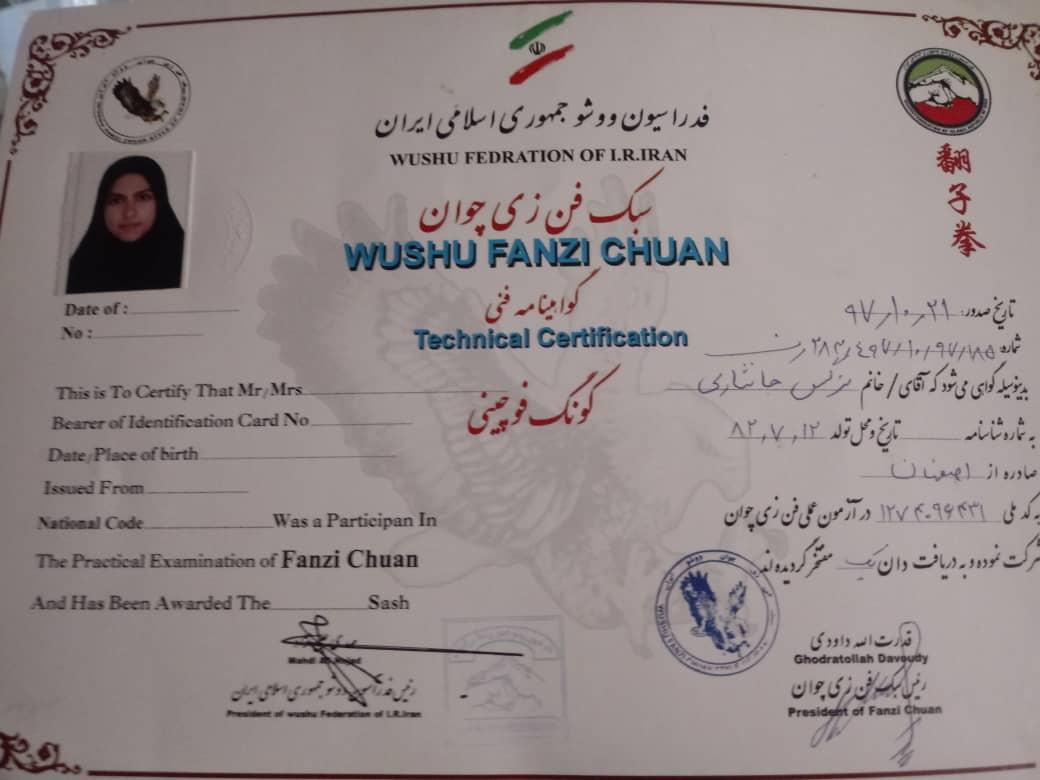 فدراسیون ووشو جمهوری اسلامی ایران
WUSHU FEDRATION OF I.R.IRAN
翻子拳
سبک فن زی چوان
WUSHU FANZI CHUAN
گواهینامه فنی
Technical Certification
کونگ فو چینی
Date of :
No :
This is To Certify That Mr/Mrs
Bearer of Identification Card No
Date/Place of birth
Issued From
National Code Was a Participan In
The Practical Examination of Fanzi Chuan
And Has Been Awarded The Sash
تاریخ صدور: ۹۷/۱۰/۲۱
شماره:
بدینوسیله گواهی می شود که آقای / خانم نرگس جانثاری
به شماره شناسنامه تاریخ و محل تولد ۸۲,۷,۱۲
صادره از اصفهان
به کد ملی ۱۲۷۴۰۹۶۴۳۱ در آزمون عملی فن زی چوان
شرکت نموده و به دریافت دان یک مفتخر گردیده اند
رئیس فدراسیون ووشو جمهوری اسلامی ایران
President of wushu Federation of I.R.Iran
قدرت الله داودی
Ghodratollah Davoudy
رئیس سبک فن زی چوان
President of Fanzi Chuan